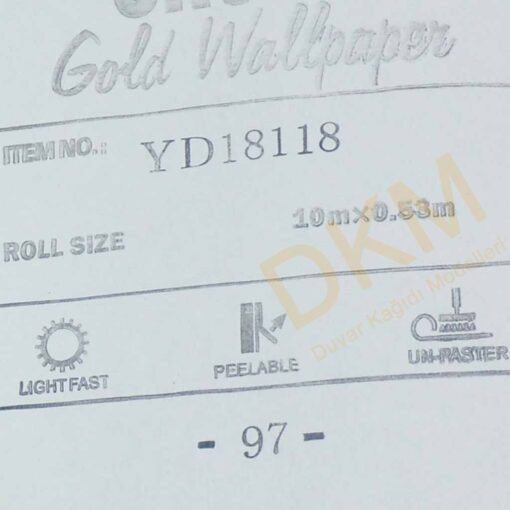 Gold Wallpaper
ITEM NO.: YD18118
ROLL SIZE 10m×0.53m
DKM
Duvar Kağıdı Modelleri
LIGHT FAST PEELABLE UN-PASTER
- 97 -